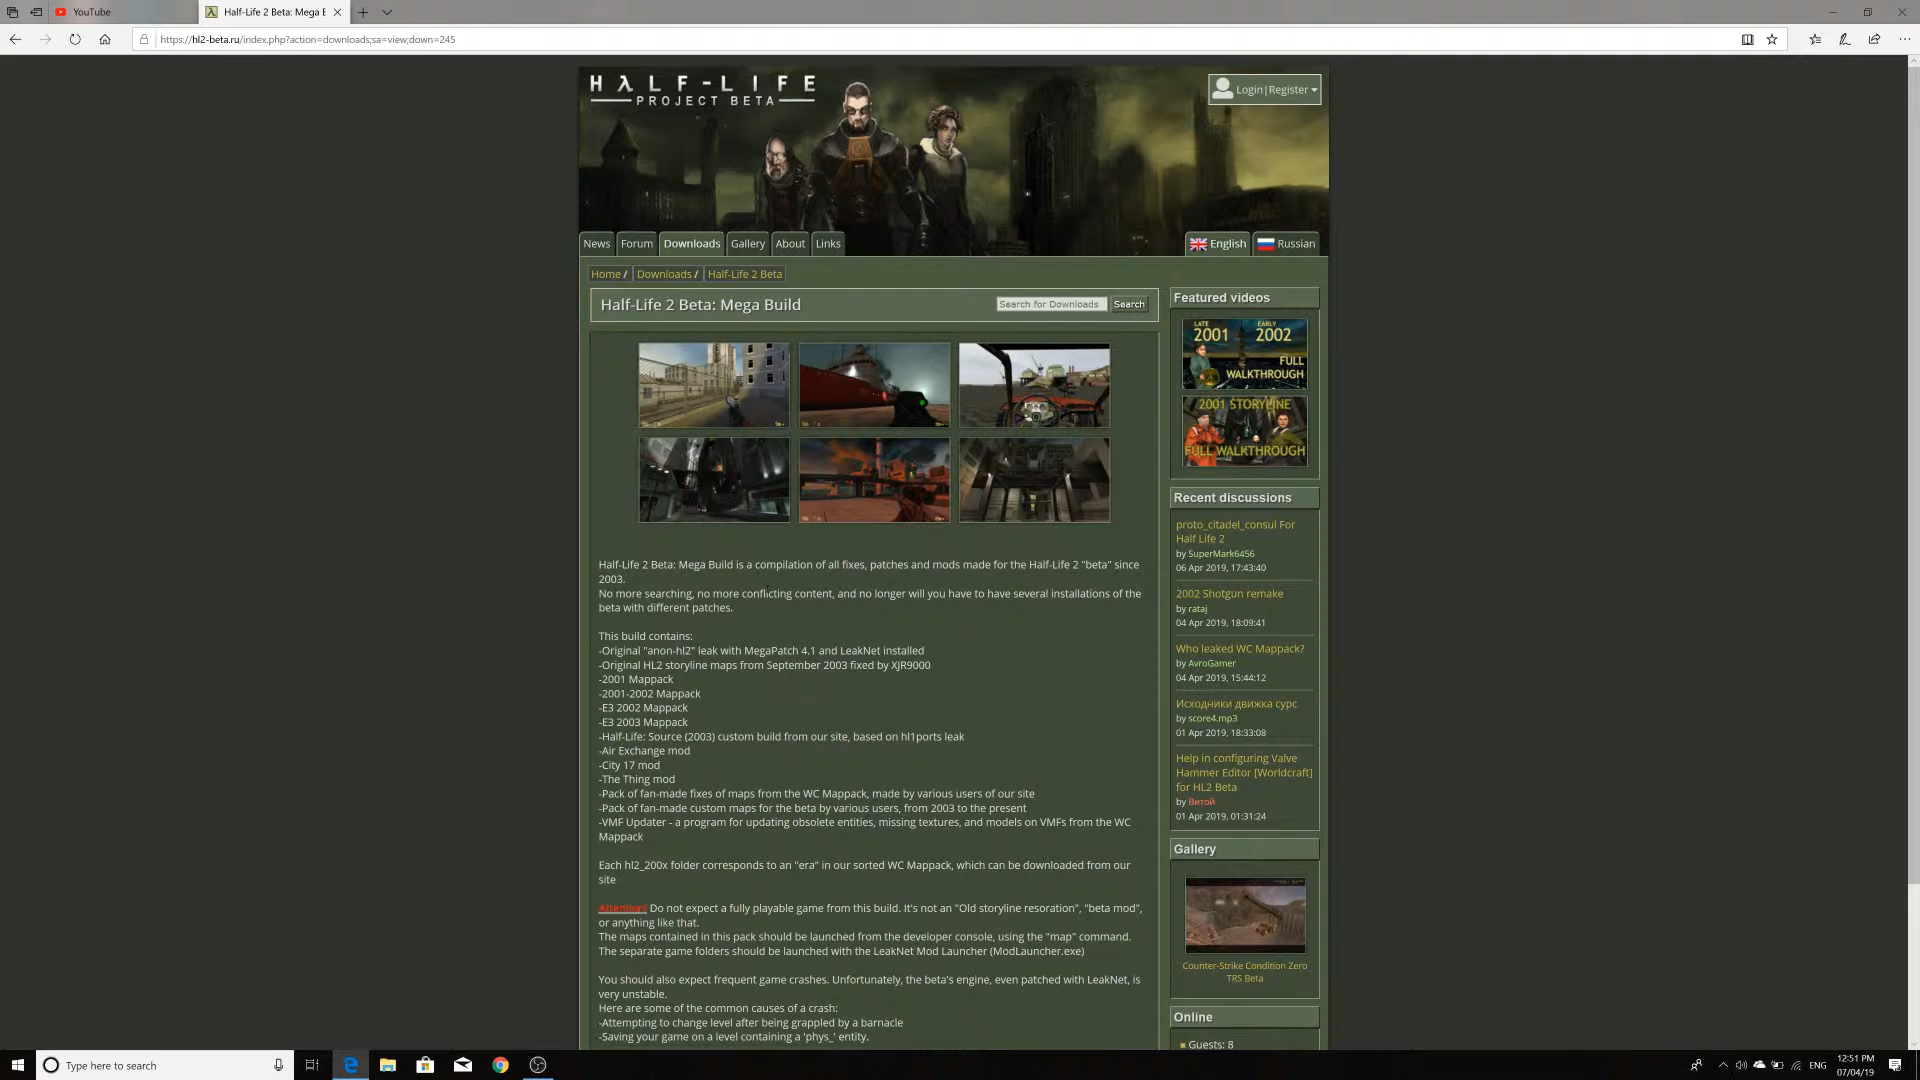 YouTube
Half-Life 2 Beta: Mega E
https://hl2-beta.ru/index.php?action=downloads;sa=view;down=245
HλLF-LIFE
PROJECT BETA
Login|Register
News
Forum
Downloads
Gallery
About
Links
English
Russian
Home /
Downloads /
Half-Life 2 Beta
Half-Life 2 Beta: Mega Build
Search for Downloads
Search
Half-Life 2 Beta: Mega Build is a compilation of all fixes, patches and mods made for the Half-Life 2 "beta" since
2003.
No more searching, no more conflicting content, and no longer will you have to have several installations of the
beta with different patches.
This build contains:
-Original "anon-hl2" leak with MegaPatch 4.1 and LeakNet installed
-Original HL2 storyline maps from September 2003 fixed by XJR9000
-2001 Mappack
-2001-2002 Mappack
-E3 2002 Mappack
-E3 2003 Mappack
-Half-Life: Source (2003) custom build from our site, based on hl1ports leak
-Air Exchange mod
-City 17 mod
-The Thing mod
-Pack of fan-made fixes of maps from the WC Mappack, made by various users of our site
-Pack of fan-made custom maps for the beta by various users, from 2003 to the present
-VMF Updater - a program for updating obsolete entities, missing textures, and models on VMFs from the WC
Mappack
Each hl2_200x folder corresponds to an "era" in our sorted WC Mappack, which can be downloaded from our
site
Attention! Do not expect a fully playable game from this build. It's not an "Old storyline resoration", "beta mod",
or anything like that.
The maps contained in this pack should be launched from the developer console, using the "map" command.
The separate game folders should be launched with the LeakNet Mod Launcher (ModLauncher.exe)
You should also expect frequent game crashes. Unfortunately, the beta's engine, even patched with LeakNet, is
very unstable.
Here are some of the common causes of a crash:
-Attempting to change level after being grappled by a barnacle
-Saving your game on a level containing a 'phys_' entity.
Featured videos
LATE
2001
EARLY
2002
FULL
WALKTHROUGH
2001 STORYLINE
FULL WALKTHROUGH
Recent discussions
proto_citadel_consul For
Half Life 2
by SuperMark6456
06 Apr 2019, 17:43:40
2002 Shotgun remake
by rataj
04 Apr 2019, 18:09:41
Who leaked WC Mappack?
by AvroGamer
04 Apr 2019, 15:44:12
Исходники движка сурс
by score4.mp3
01 Apr 2019, 18:33:08
Help in configuring Valve
Hammer Editor [Worldcraft]
for HL2 Beta
by Витой
01 Apr 2019, 01:31:24
Gallery
Counter-Strike Condition Zero
TRS Beta
Online
Guests: 8
Type here to search
ENG
12:51 PM
07/04/19